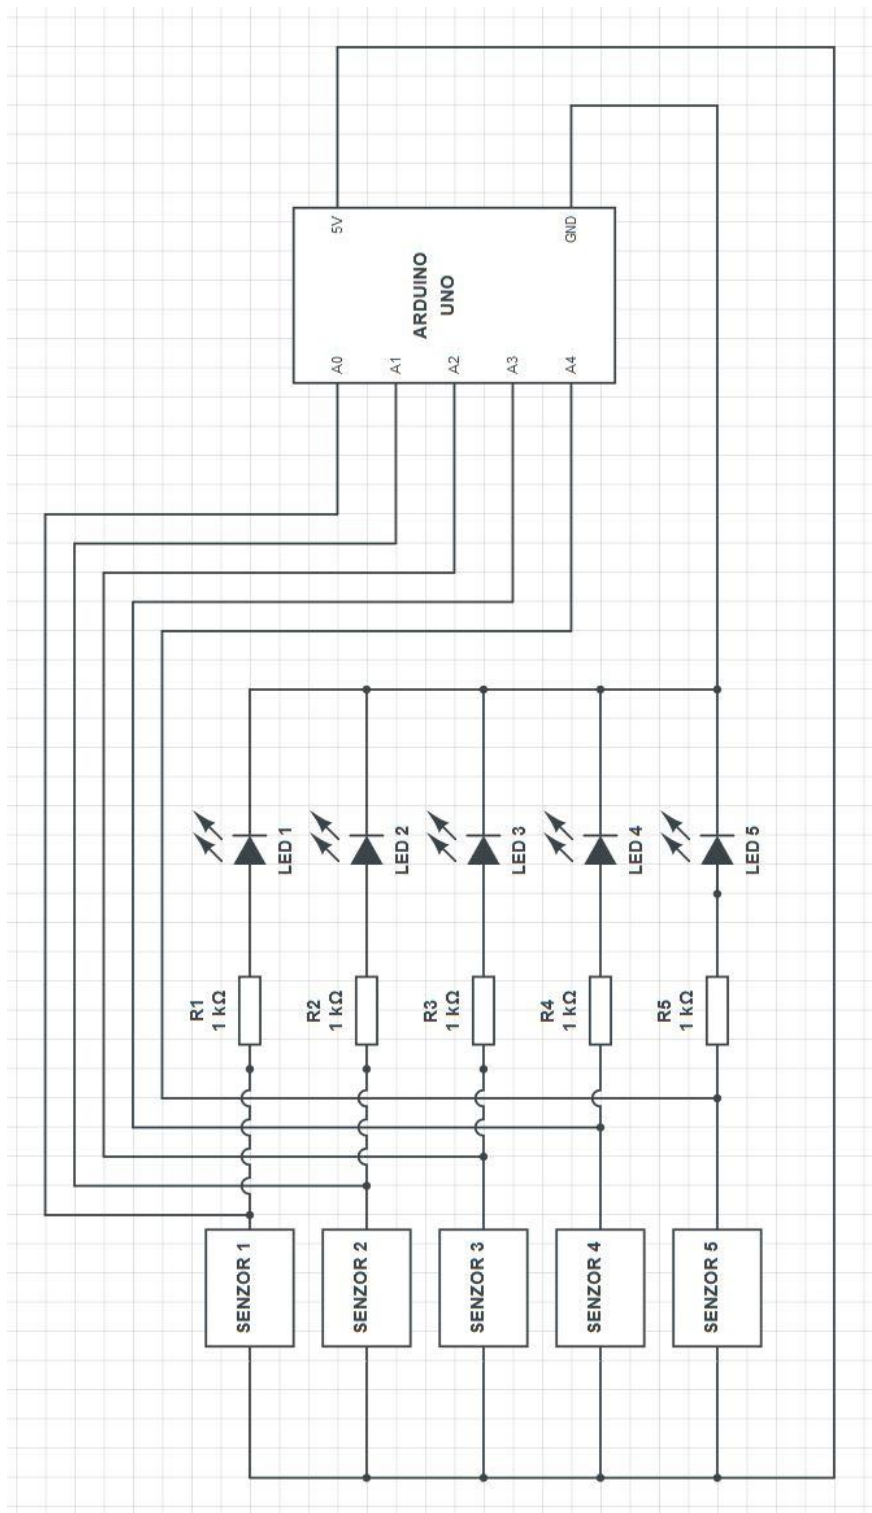 5V
GND
ARDUINO
UNO
A0
A1
A2
A3
A4
LED 1
LED 2
LED 3
LED 4
LED 5
R1
1 kΩ
R2
1 kΩ
R3
1 kΩ
R4
1 kΩ
R5
1 kΩ
SENZOR 1
SENZOR 2
SENZOR 3
SENZOR 4
SENZOR 5